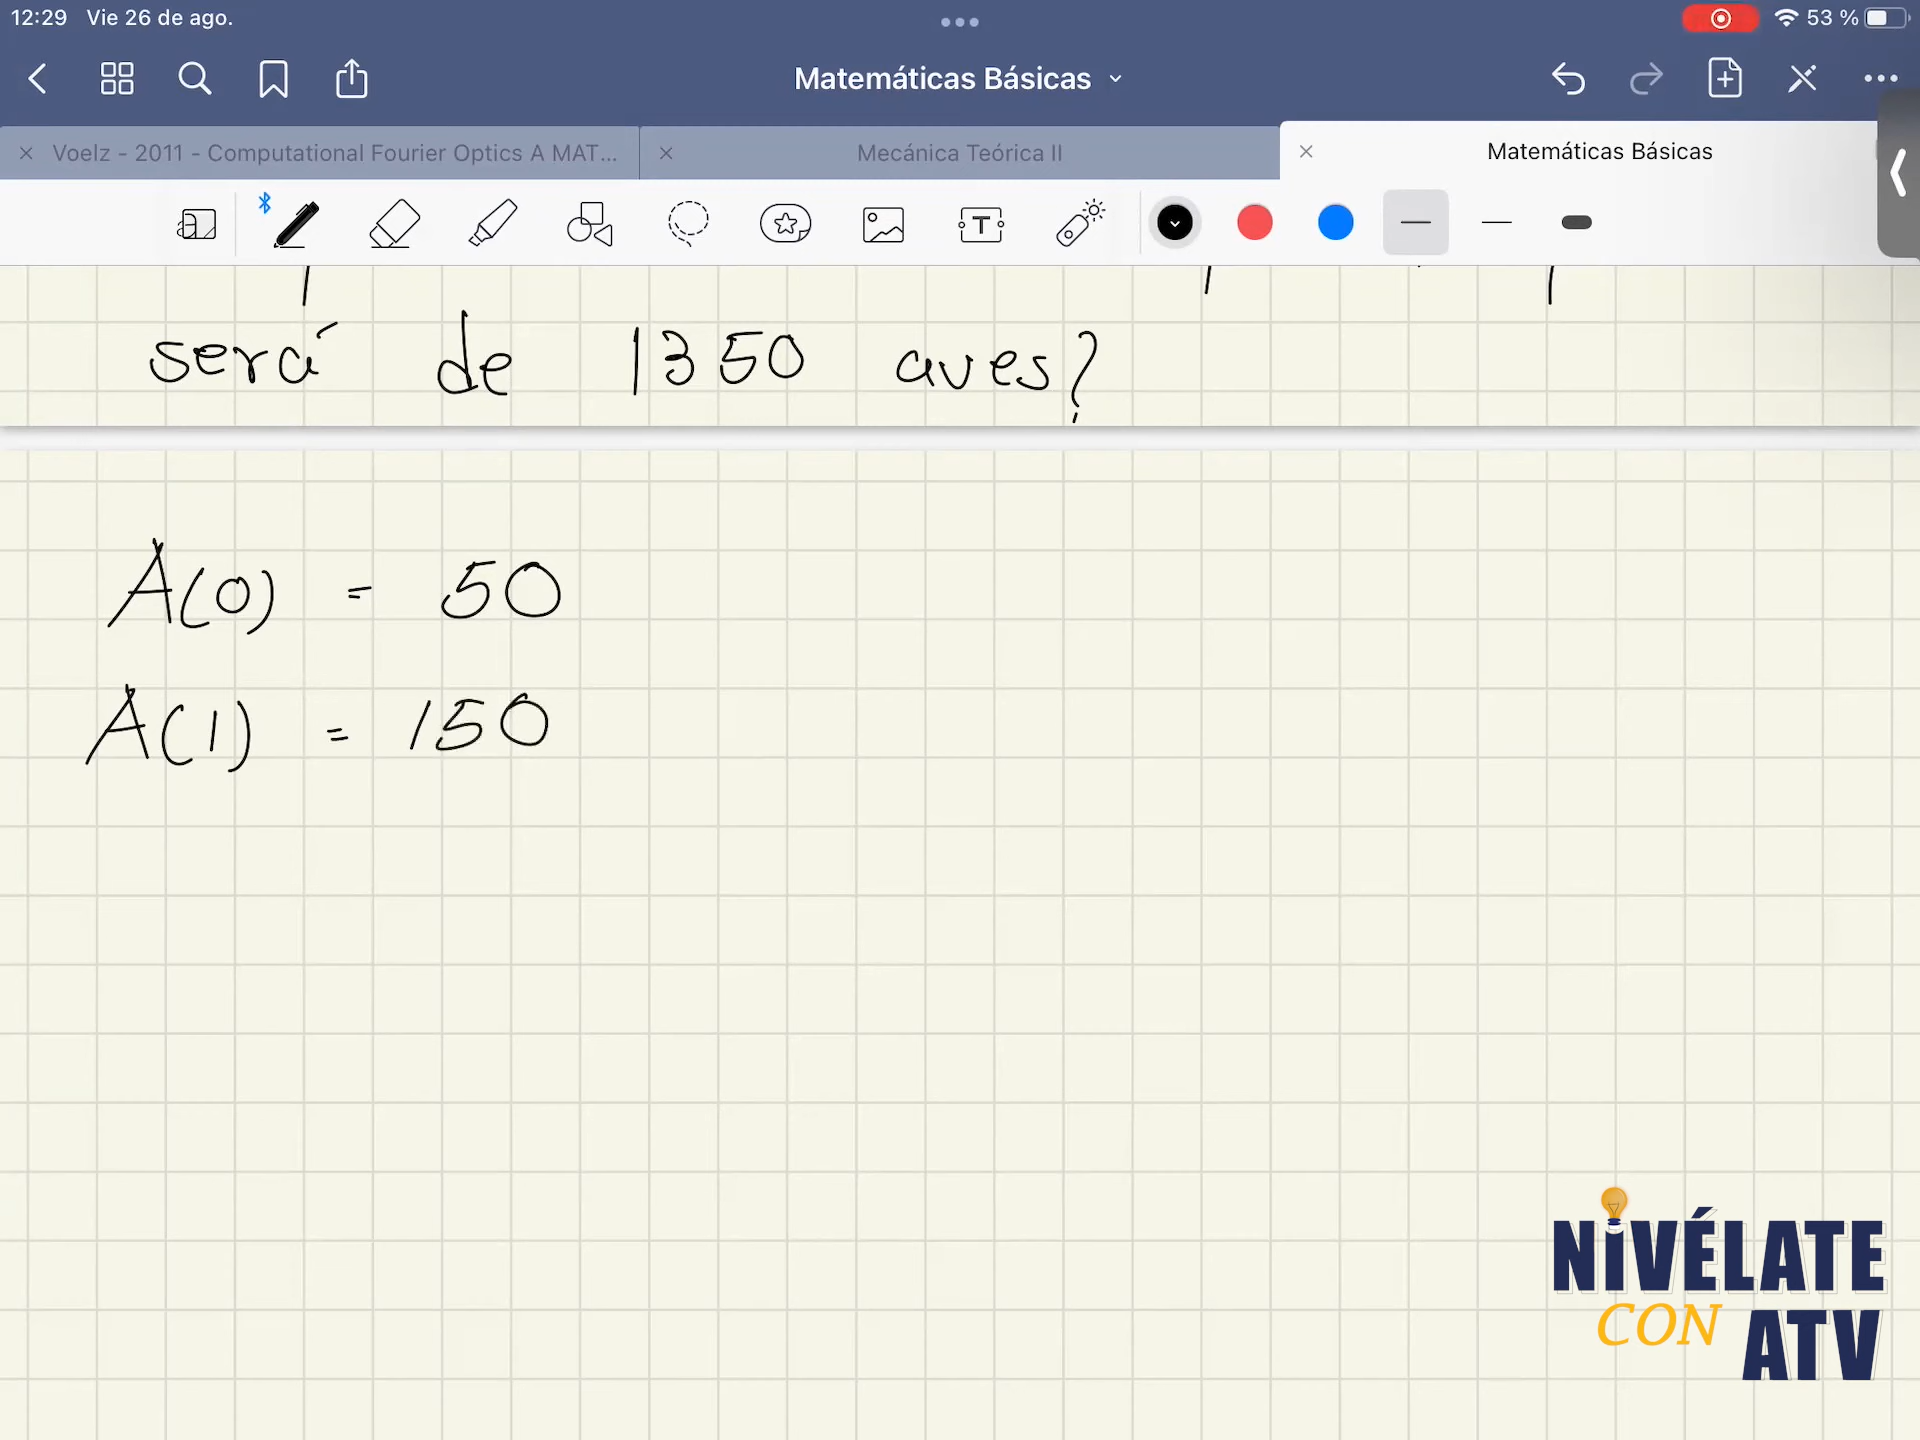 12:29 Vie 26 de ago. 53 %
Matemáticas Básicas
Voelz - 2011 - Computational Fourier Optics A MAT... Mecánica Teórica II Matemáticas Básicas
será de 1350 aves?
A(0) = 50
A(1) = 150
NIVÉLATE
CON
ATV